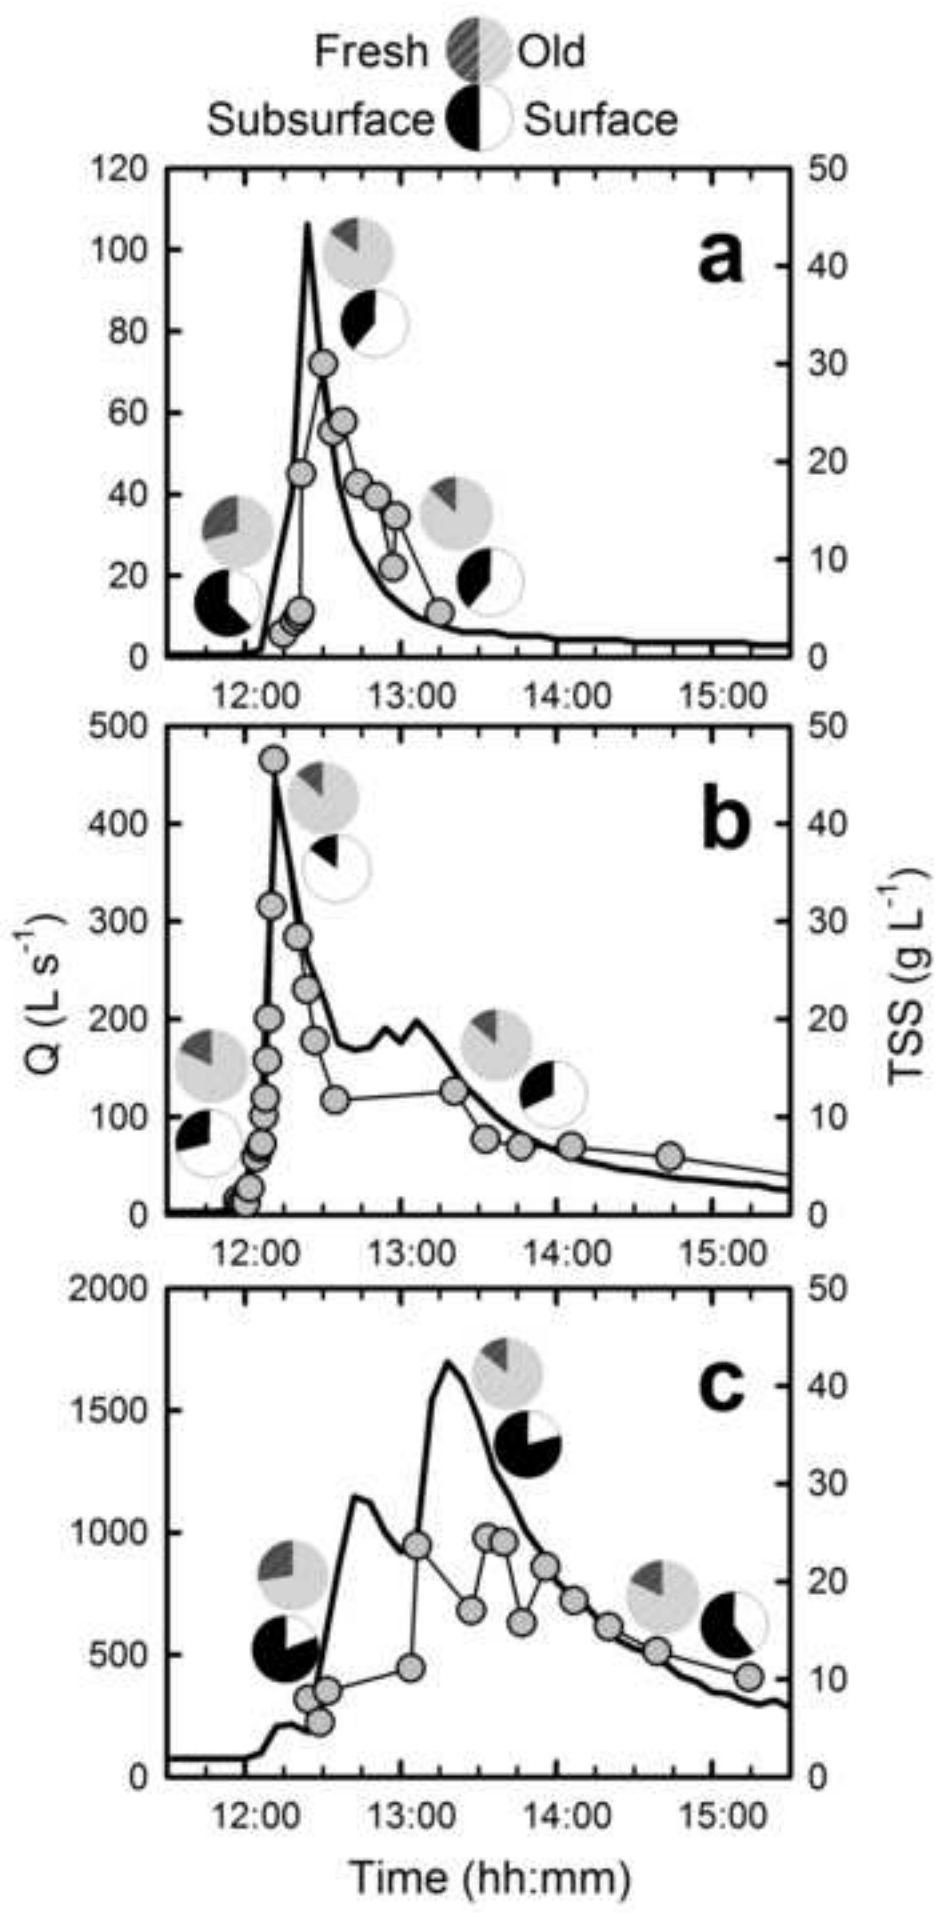 Fresh Old
Subsurface Surface
120 50
100 40
80 30
60
40 20
20 10
0 0
a
12:00 13:00 14:00 15:00
500 50
400 40
300 30
200 20
100 10
0 0
b
Q (L s⁻¹)
TSS (g L⁻¹)
12:00 13:00 14:00 15:00
2000 50
1500 40
30
1000 20
500 10
0 0
c
12:00 13:00 14:00 15:00
Time (hh:mm)